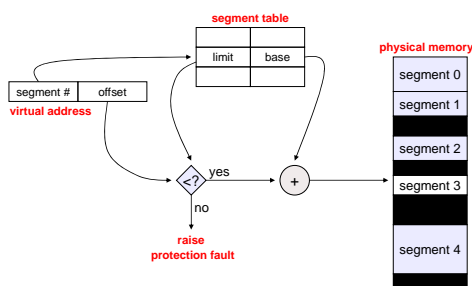 segment table
limit base
physical memory
segment # offset
virtual address
segment 0
segment 1
segment 2
segment 3
segment 4
<?
yes
+
no
raise
protection fault